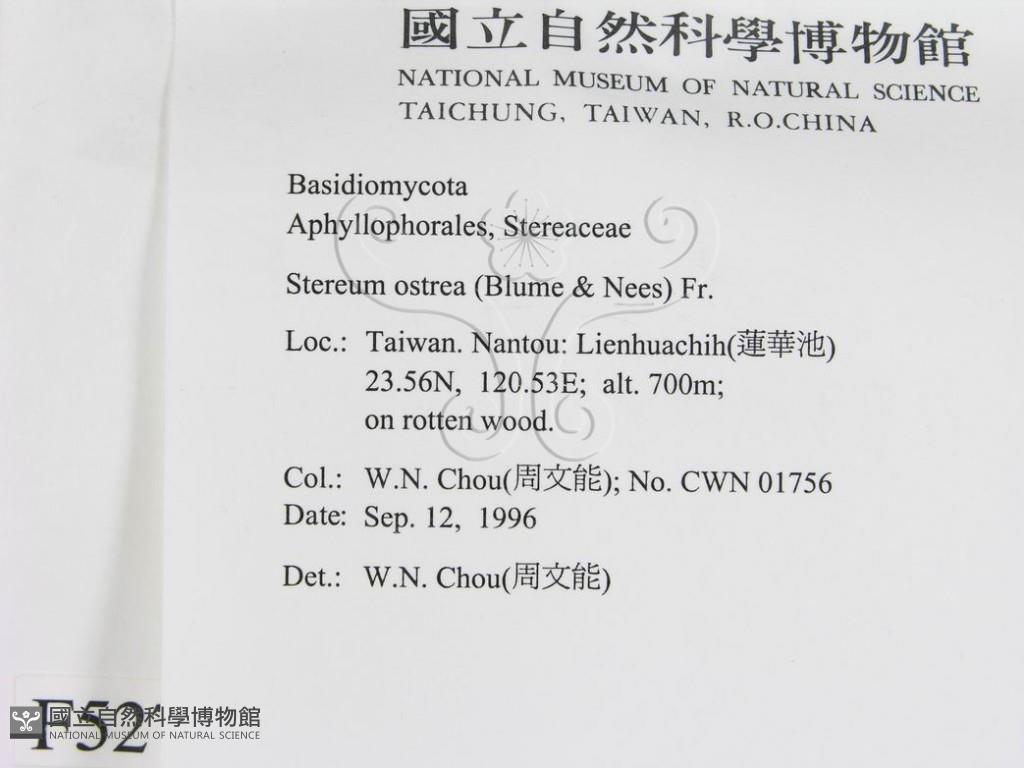 國立自然科學博物館
NATIONAL MUSEUM OF NATURAL SCIENCE
TAICHUNG, TAIWAN, R.O.CHINA
Basidiomycota
Aphyllophorales, Stereaceae
Stereum ostrea (Blume & Nees) Fr.
Loc.: Taiwan. Nantou: Lienhuachih(蓮華池)
23.56N, 120.53E; alt. 700m;
on rotten wood.
Col.: W.N. Chou(周文能); No. CWN 01756
Date: Sep. 12, 1996
Det.: W.N. Chou(周文能)
國立自然科學博物館
NATIONAL MUSEUM OF NATURAL SCIENCE